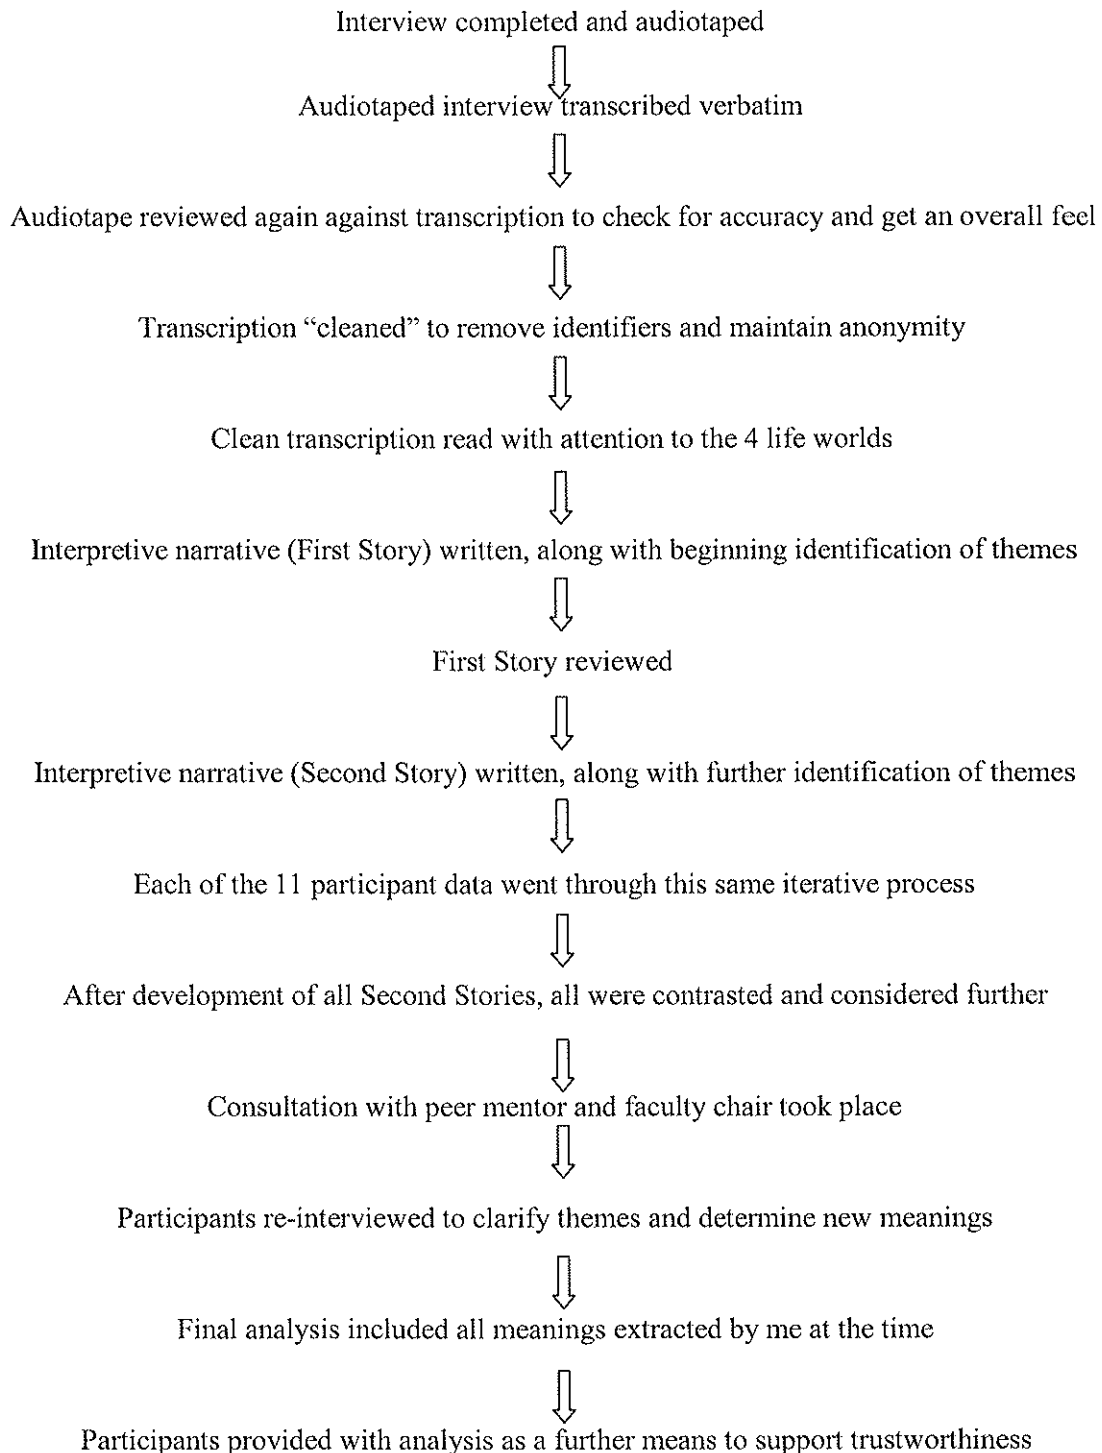 Interview completed and audiotaped
Audiotaped interview transcribed verbatim
Audiotape reviewed again against transcription to check for accuracy and get an overall feel
Transcription “cleaned” to remove identifiers and maintain anonymity
Clean transcription read with attention to the 4 life worlds
Interpretive narrative (First Story) written, along with beginning identification of themes
First Story reviewed
Interpretive narrative (Second Story) written, along with further identification of themes
Each of the 11 participant data went through this same iterative process
After development of all Second Stories, all were contrasted and considered further
Consultation with peer mentor and faculty chair took place
Participants re-interviewed to clarify themes and determine new meanings
Final analysis included all meanings extracted by me at the time
Participants provided with analysis as a further means to support trustworthiness